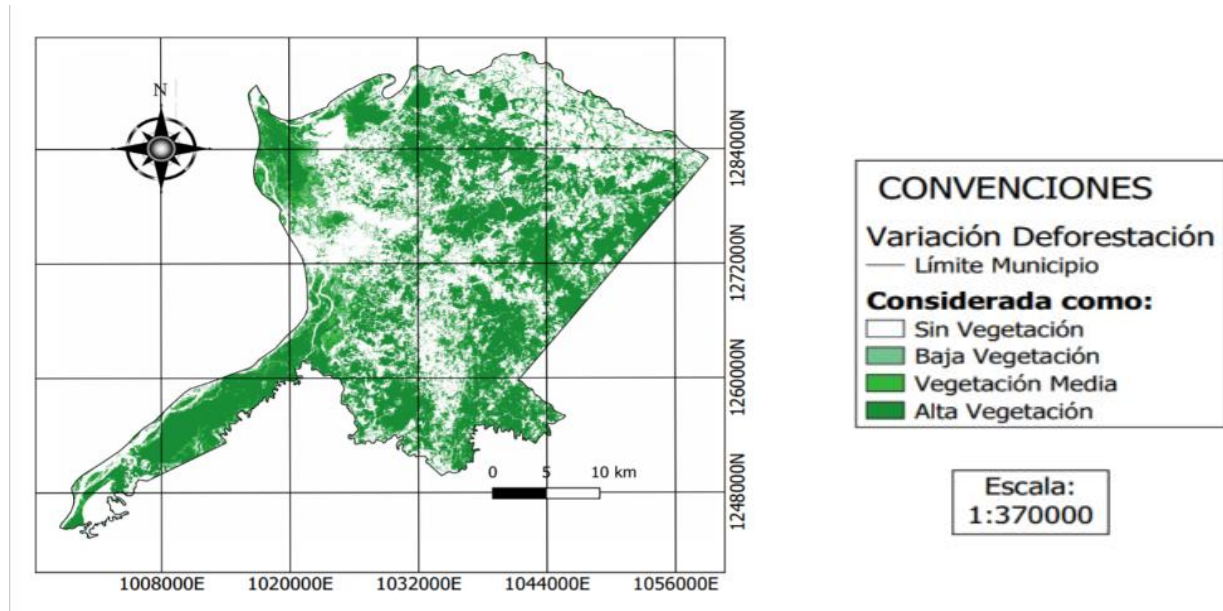 N
1284000N
1272000N
1260000N
1248000N
0 5 10 km
1008000E 1020000E 1032000E 1044000E 1056000E
CONVENCIONES
Variación Deforestación
Límite Municipio
Considerada como:
Sin Vegetación
Baja Vegetación
Vegetación Media
Alta Vegetación
Escala:
1:370000